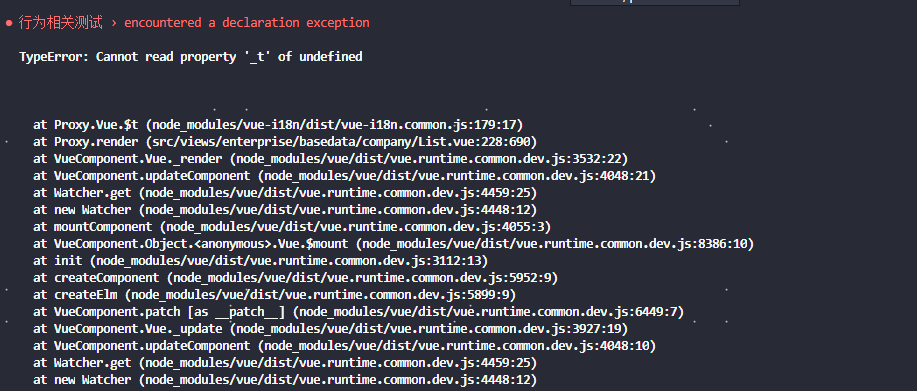 ● 行为相关测试 › encountered a declaration exception
TypeError: Cannot read property '_t' of undefined
at Proxy.Vue.$t (node_modules/vue-i18n/dist/vue-i18n.common.js:179:17)
at Proxy.render (src/views/enterprise/basedata/company/List.vue:228:690)
at VueComponent.Vue._render (node_modules/vue/dist/vue.runtime.common.dev.js:3532:22)
at VueComponent.updateComponent (node_modules/vue/dist/vue.runtime.common.dev.js:4048:21)
at Watcher.get (node_modules/vue/dist/vue.runtime.common.dev.js:4459:25)
at new Watcher (node_modules/vue/dist/vue.runtime.common.dev.js:4448:12)
at mountComponent (node_modules/vue/dist/vue.runtime.common.dev.js:4055:3)
at VueComponent.Object.<anonymous>.Vue.$mount (node_modules/vue/dist/vue.runtime.common.dev.js:8386:10)
at init (node_modules/vue/dist/vue.runtime.common.dev.js:3112:13)
at createComponent (node_modules/vue/dist/vue.runtime.common.dev.js:5952:9)
at createElm (node_modules/vue/dist/vue.runtime.common.dev.js:5899:9)
at VueComponent.patch [as __patch__] (node_modules/vue/dist/vue.runtime.common.dev.js:6449:7)
at VueComponent.Vue._update (node_modules/vue/dist/vue.runtime.common.dev.js:3927:19)
at VueComponent.updateComponent (node_modules/vue/dist/vue.runtime.common.dev.js:4048:10)
at Watcher.get (node_modules/vue/dist/vue.runtime.common.dev.js:4459:25)
at new Watcher (node_modules/vue/dist/vue.runtime.common.dev.js:4448:12)